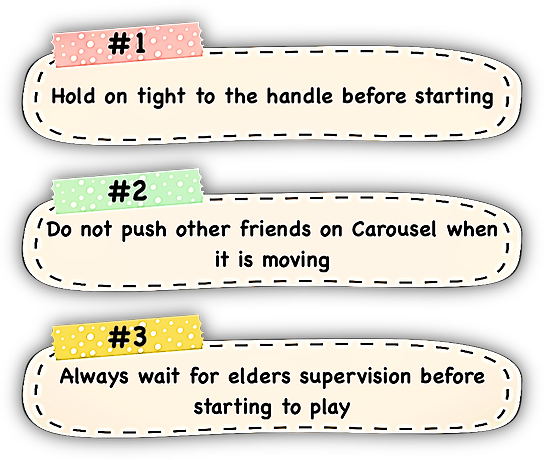 #1
Hold on tight to the handle before starting
#2
Do not push other friends on Carousel when
it is moving
#3
Always wait for elders supervision before
starting to play